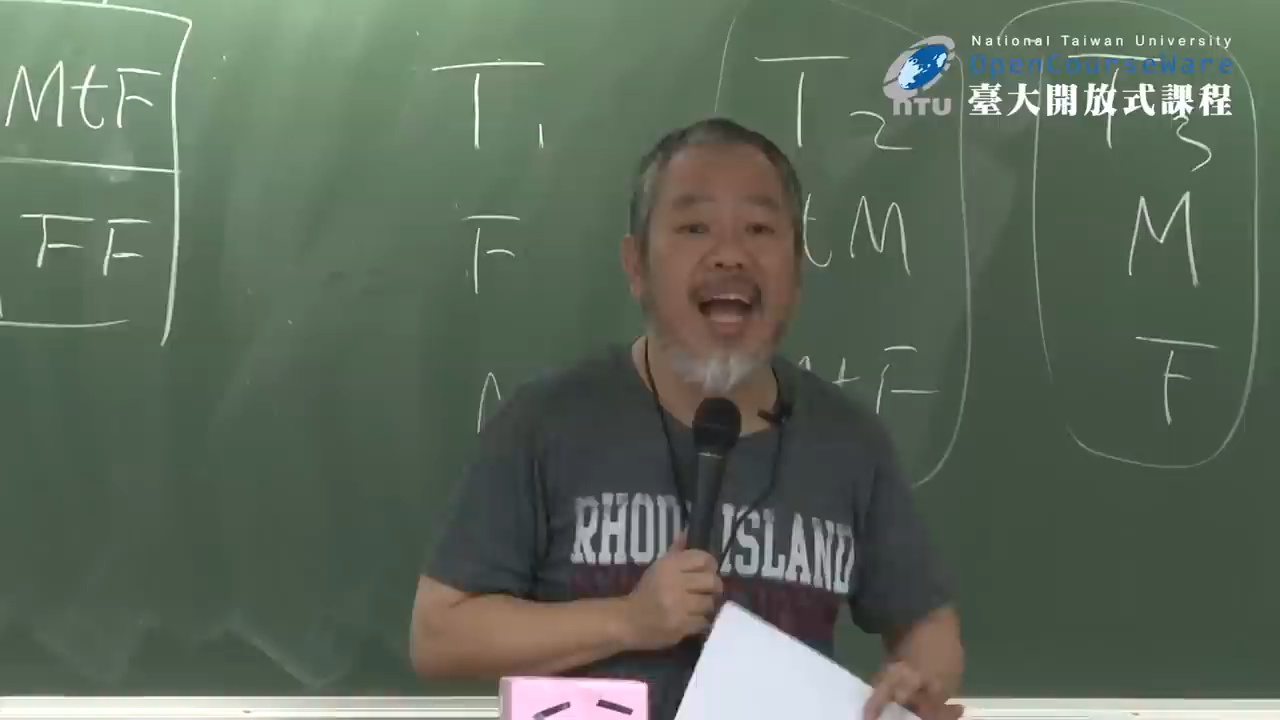 MtF
FF
T1
F
T2
tM
T3
M
F
National Taiwan University
OpenCourseWare
NTU
臺大開放式課程
RHODE ISLAND